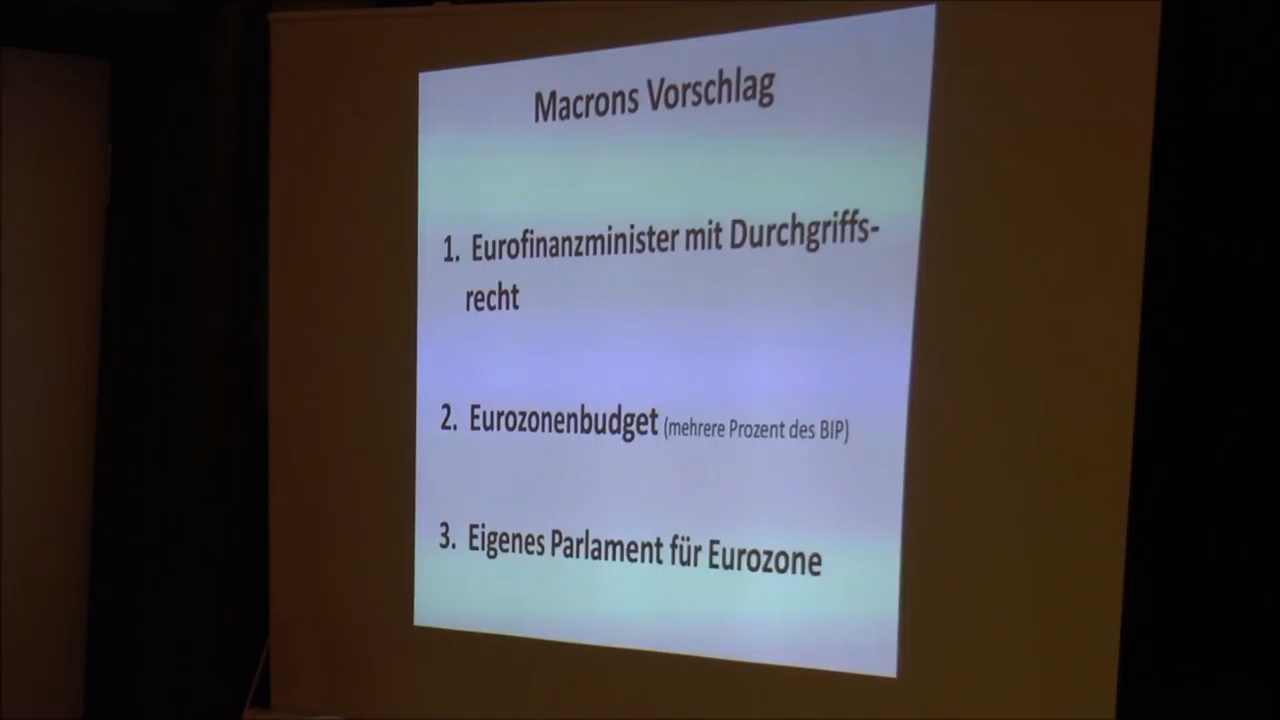 Macrons Vorschlag
1. Eurofinanzminister mit Durchgriffs-
recht
2. Eurozonenbudget (mehrere Prozent des BIP)
3. Eigenes Parlament für Eurozone